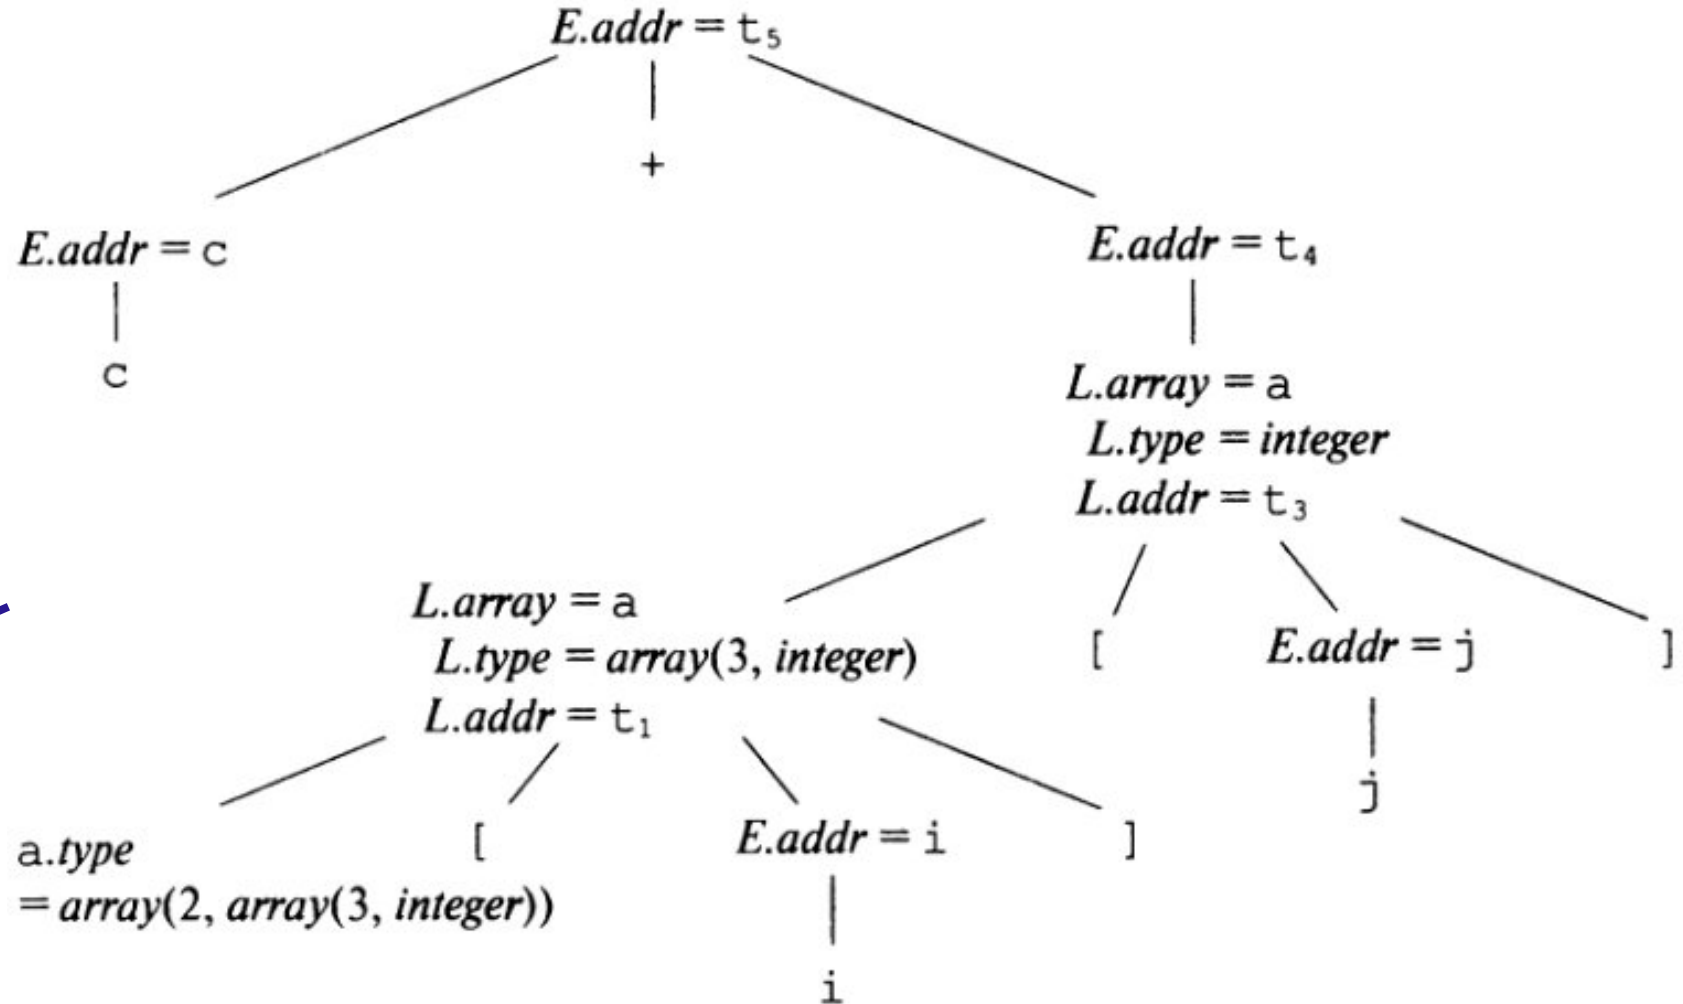 E.addr = t₅
+
E.addr = c
E.addr = t₄
c
L.array = a
L.type = integer
L.addr = t₃
L.array = a
L.type = array(3, integer)
L.addr = t₁
[
E.addr = j
]
j
a.type
= array(2, array(3, integer))
[
E.addr = i
]
i